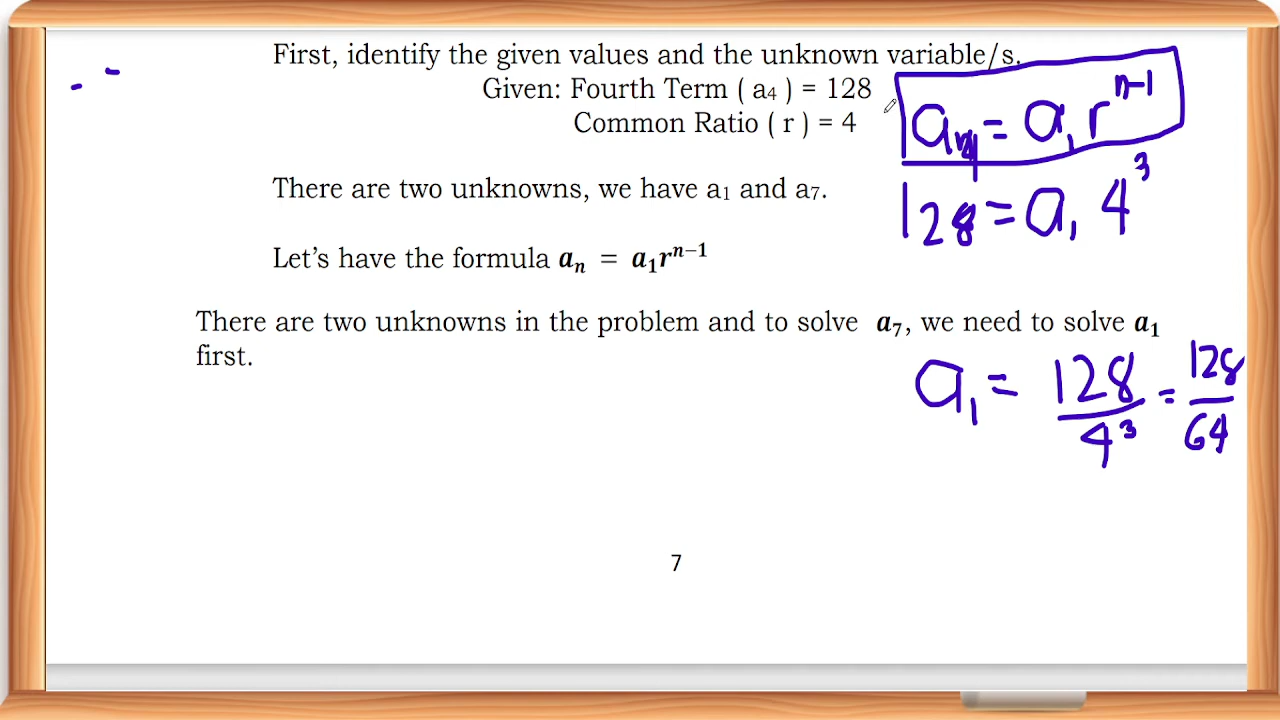 First, identify the given values and the unknown variable/s.
Given: Fourth Term ( a₄ ) = 128
Common Ratio ( r ) = 4
aₙ = a₁ rⁿ⁻¹
There are two unknowns, we have a₁ and a₇.
128 = a₁ 4³
Let's have the formula aₙ = a₁rⁿ⁻¹
There are two unknowns in the problem and to solve a₇, we need to solve a₁
first.
a₁ = 128/4³ = 128/64
7